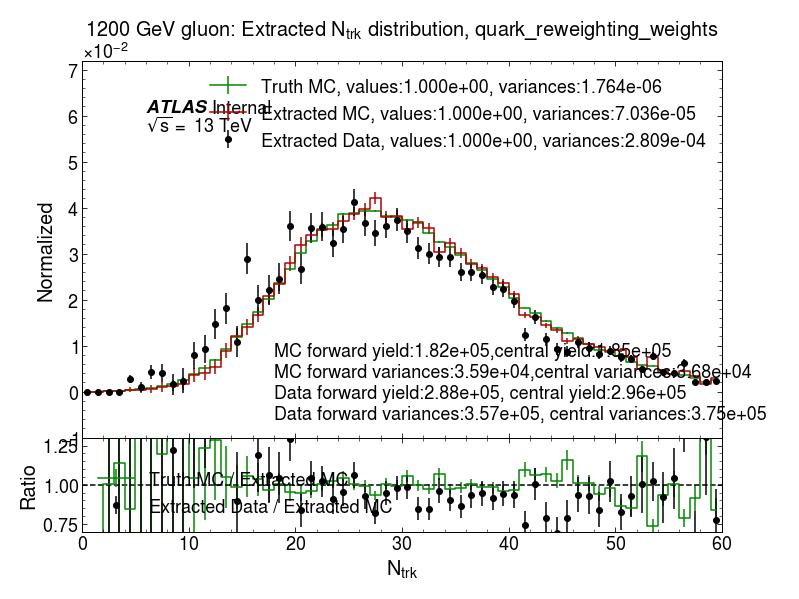 1200 GeV gluon: Extracted Ntrk distribution, quark_reweighting_weights
×10−2
Truth MC, values:1.000e+00, variances:1.764e-06
ATLAS Internal
Extracted MC, values:1.000e+00, variances:7.036e-05
√s = 13 TeV
Extracted Data, values:1.000e+00, variances:2.809e-04
7
6
5
4
3
2
1
0
Normalized
MC forward yield:1.82e+05,central yield:2.85e+05
MC forward variances:3.59e+04,central variances:3.68e+04
Data forward yield:2.88e+05, central yield:2.96e+05
Data forward variances:3.57e+05, central variances:3.75e+05
1.25
1.00
0.75
Ratio
Truth MC / Extracted MC
Extracted Data / Extracted MC
0 10 20 30 40 50 60
Ntrk